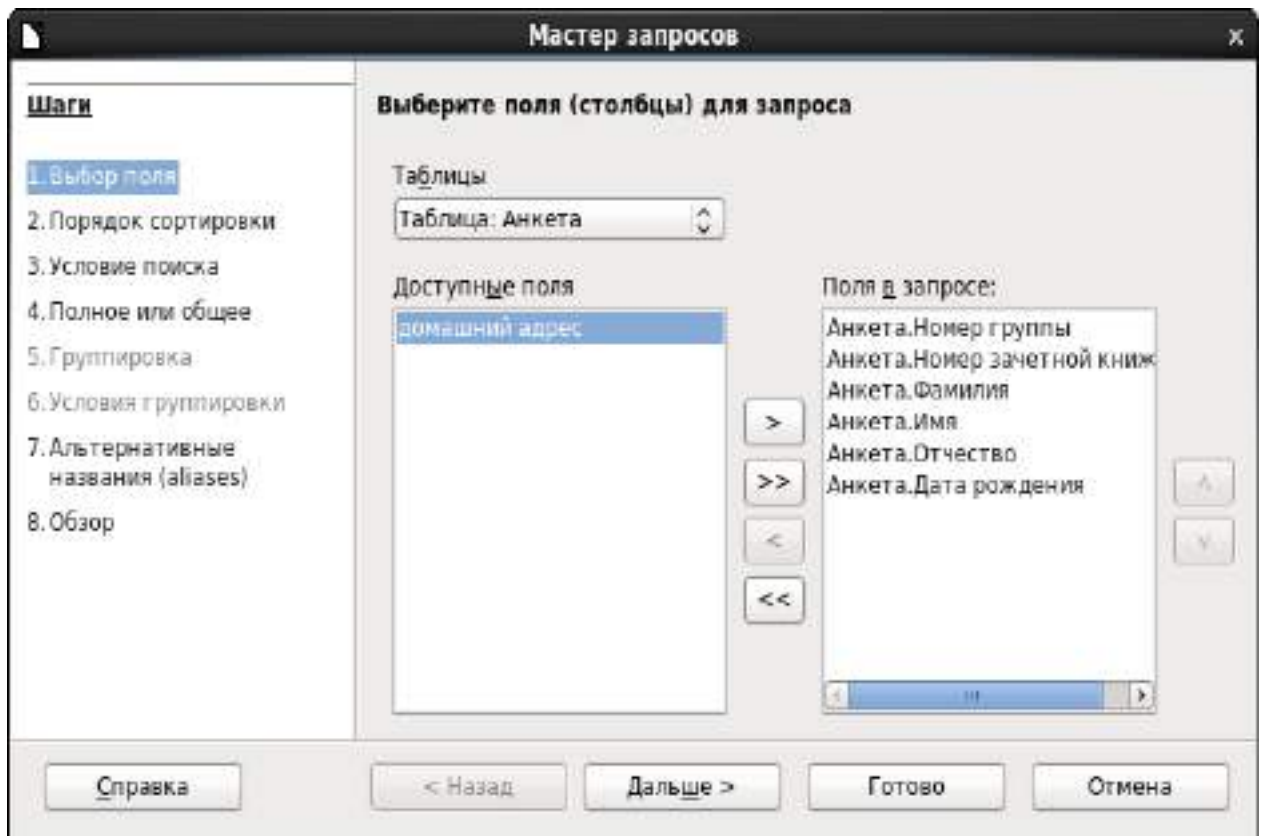 Мастер запросов
x
Шаги
1. Выбор поля
2. Порядок сортировки
3. Условие поиска
4. Полное или общее
5. Группировка
6. Условия группировки
7. Альтернативные
названия (aliases)
8. Обзор
Выберите поля (столбцы) для запроса
Таблицы
Таблица: Анкета
Доступные поля
домашний адрес
>
>>
<
<<
Поля в запросе:
Анкета.Номер группы
Анкета.Номер зачетной книж
Анкета.Фамилия
Анкета.Имя
Анкета.Отчество
Анкета.Дата рождения
Справка
< Назад
Дальше >
Готово
Отмена